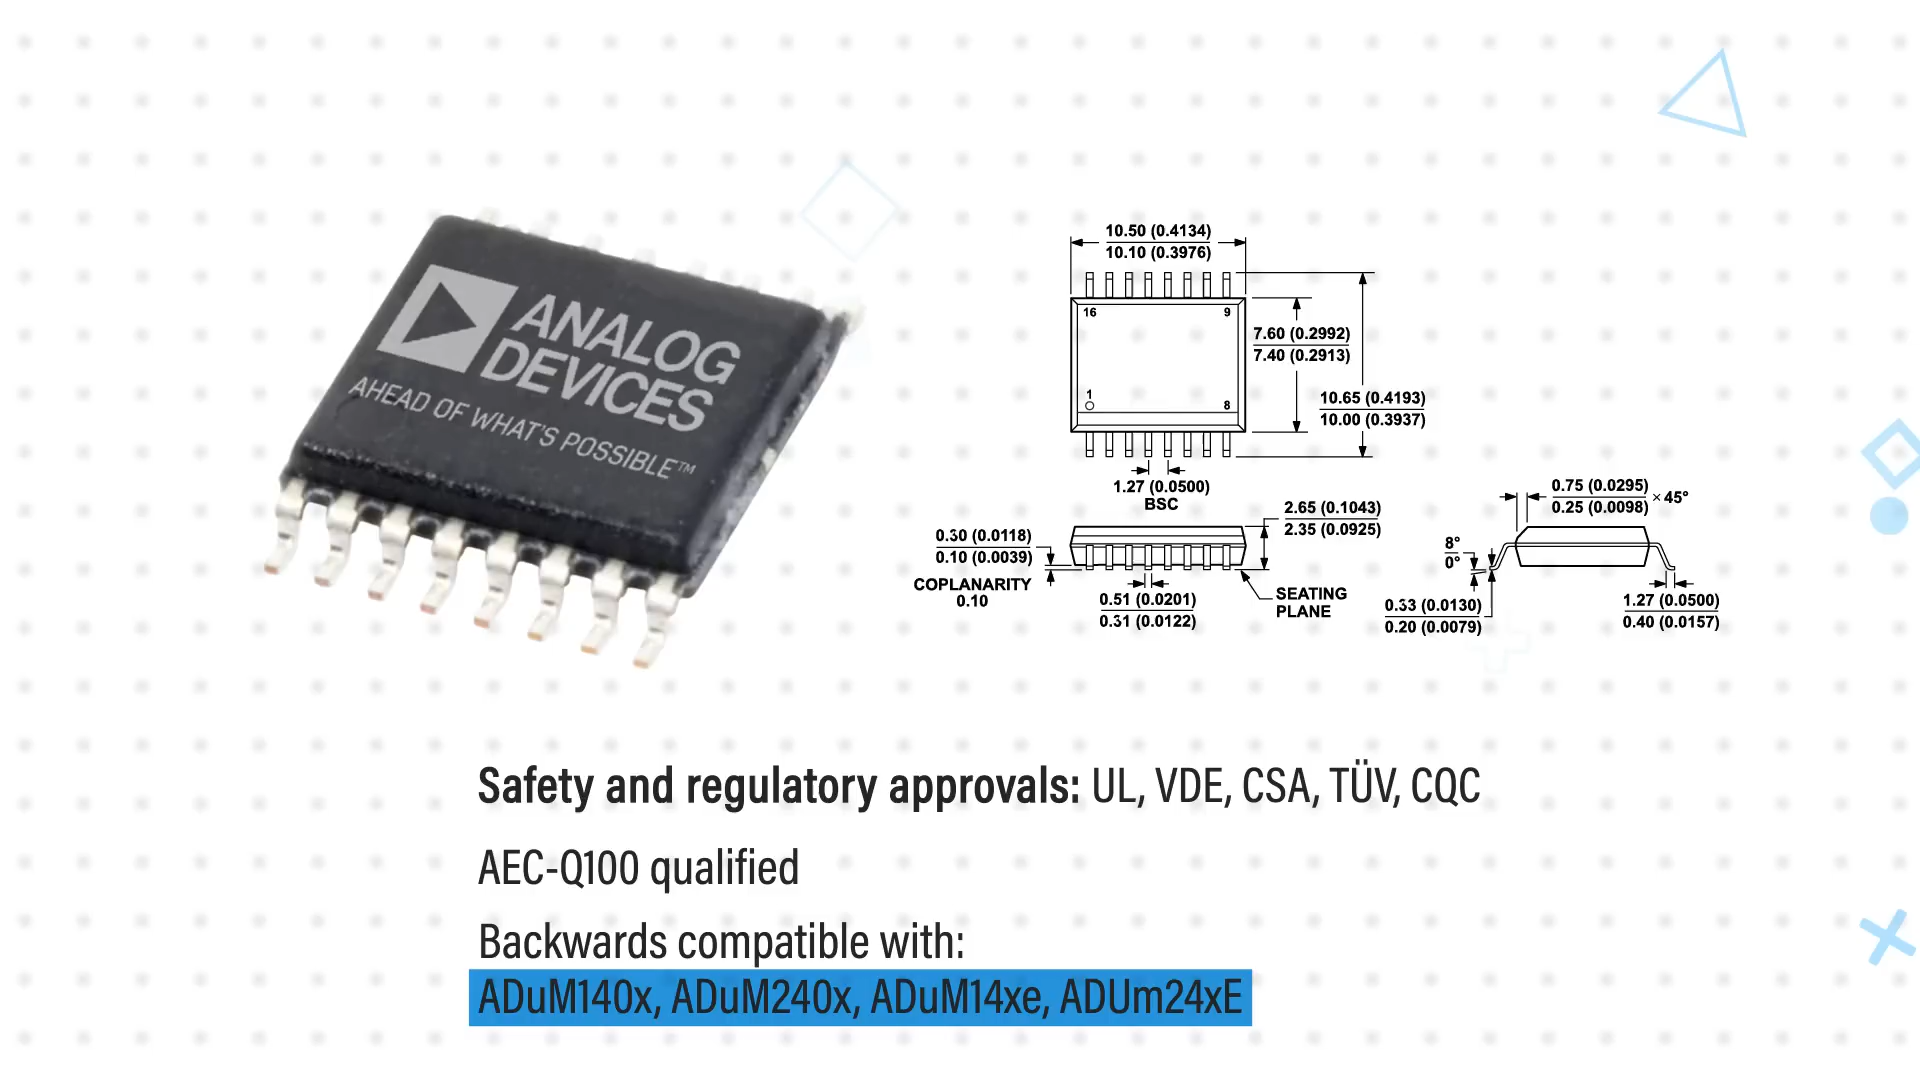 ANALOG
DEVICES
AHEAD OF WHAT'S POSSIBLE™
10.50 (0.4134)
10.10 (0.3976)
16
9
1
8
7.60 (0.2992)
7.40 (0.2913)
10.65 (0.4193)
10.00 (0.3937)
1.27 (0.0500)
BSC
0.30 (0.0118)
0.10 (0.0039)
COPLANARITY
0.10
2.65 (0.1043)
2.35 (0.0925)
0.51 (0.0201)
0.31 (0.0122)
SEATING
PLANE
0.75 (0.0295)
0.25 (0.0098)
×45°
8°
0°
0.33 (0.0130)
0.20 (0.0079)
1.27 (0.0500)
0.40 (0.0157)
Safety and regulatory approvals: UL, VDE, CSA, TÜV, CQC
AEC-Q100 qualified
Backwards compatible with:
ADuM140x, ADuM240x, ADuM14xe, ADUm24xE